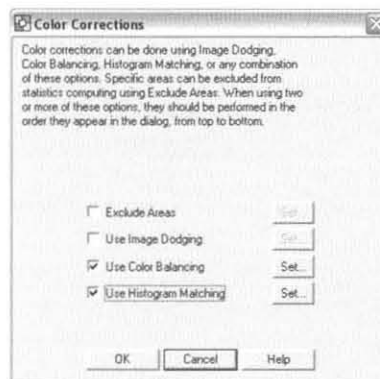 Color Corrections
Color corrections can be done using Image Dodging,
Color Balancing, Histogram Matching, or any combination
of these options. Specific areas can be excluded from
statistics computing using Exclude Areas. When using two
or more of these options, they should be performed in the
order they appear in the dialog, from top to bottom.
Exclude Areas Set...
Use Image Dodging Set...
Use Color Balancing Set...
Use Histogram Matching Set...
OK Cancel Help